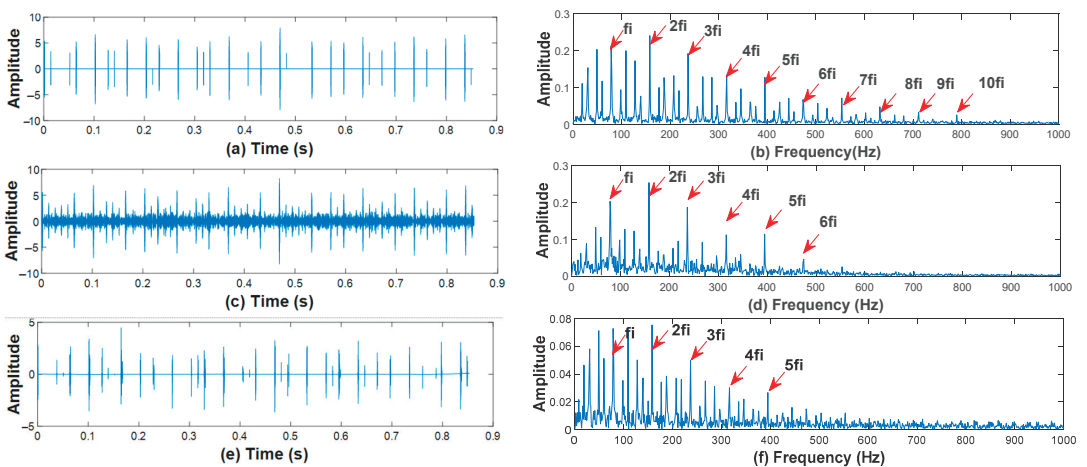 10
5
0
−5
−10
Amplitude
0 0.1 0.2 0.3 0.4 0.5 0.6 0.7 0.8 0.9
(a) Time (s)
0.3
0.2
0.1
0
Amplitude
fi 2fi 3fi 4fi 5fi 6fi 7fi 8fi 9fi 10fi
0 100 200 300 400 500 600 700 800 900 1000
(b) Frequency(Hz)
10
5
0
−5
−10
Amplitude
0 0.1 0.2 0.3 0.4 0.5 0.6 0.7 0.8 0.9
(c) Time (s)
0.3
0.2
0.1
0
Amplitude
fi 2fi 3fi 4fi 5fi 6fi
0 100 200 300 400 500 600 700 800 900 1000
(d) Frequency (Hz)
5
0
−5
Amplitude
0 0.1 0.2 0.3 0.4 0.5 0.6 0.7 0.8 0.9
(e) Time (s)
0.08
0.06
0.04
0.02
0
Amplitude
fi 2fi 3fi 4fi 5fi
0 100 200 300 400 500 600 700 800 900 1000
(f) Frequency (Hz)